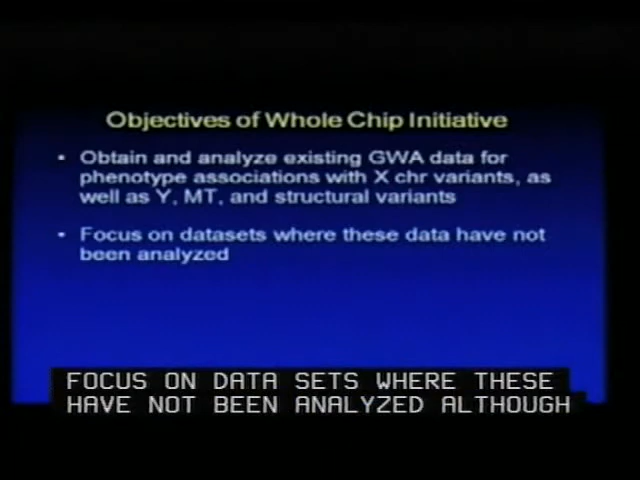 Objectives of Whole Chip Initiative
• Obtain and analyze existing GWA data for
phenotype associations with X chr variants, as
well as Y, MT, and structural variants
• Focus on datasets where these data have not
been analyzed
FOCUS ON DATA SETS WHERE THESE
HAVE NOT BEEN ANALYZED ALTHOUGH